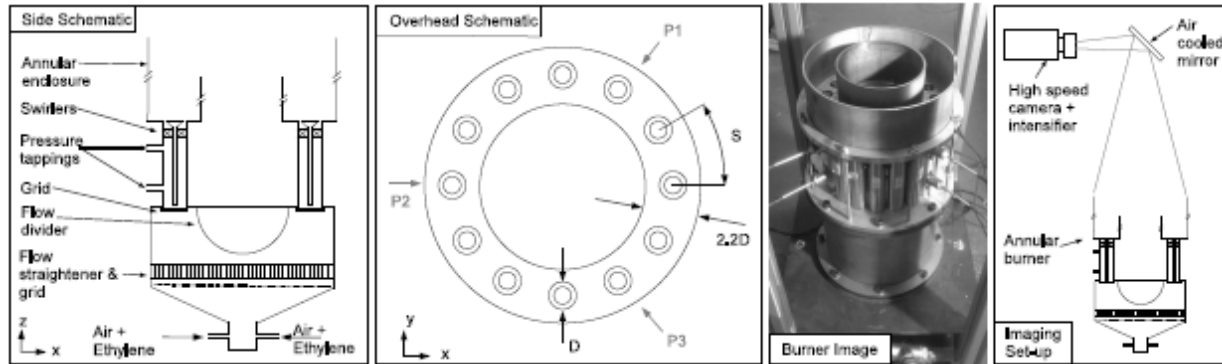 Side Schematic
Annular
enclosure
Swirlers
Pressure
tappings
Grid
Flow
divider
Flow
straightener &
grid
z
x
Air +
Ethylene
Air +
Ethylene
Overhead Schematic
P1
S
P2
2.2D
y
x
D
P3
Burner Image
Air
cooled
mirror
High speed
camera +
intensifier
Annular
burner
Imaging
Set-up